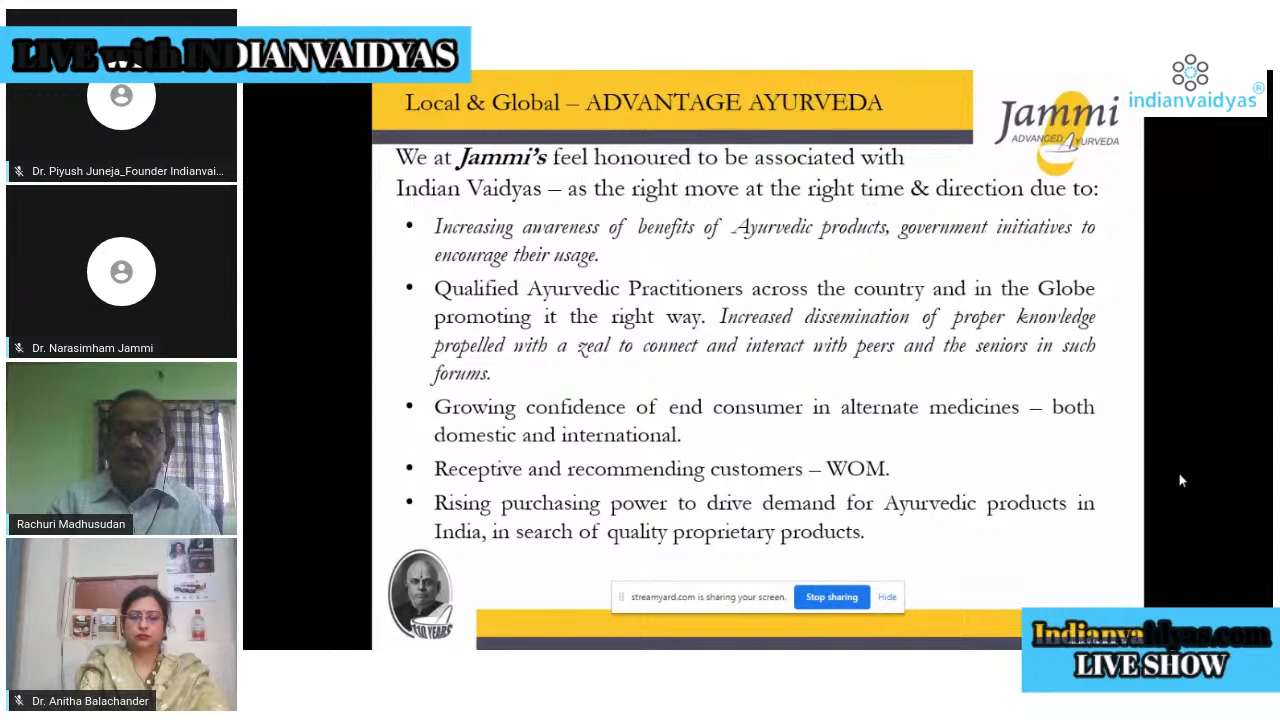 LIVE with INDIANVAIDYAS
Dr. Piyush Juneja_Founder Indianvai...
Dr. Narasimham Jammi
Rachuri Madhusudan
Dr. Anitha Balachander
Local & Global – ADVANTAGE AYURVEDA
Jammi
ADVANCED AYURVEDA
indianvaidyas®
We at Jammi's feel honoured to be associated with
Indian Vaidyas – as the right move at the right time & direction due to:
• Increasing awareness of benefits of Ayurvedic products, government initiatives to
encourage their usage.
• Qualified Ayurvedic Practitioners across the country and in the Globe
promoting it the right way. Increased dissemination of proper knowledge
propelled with a zeal to connect and interact with peers and the seniors in such
forums.
• Growing confidence of end consumer in alternate medicines – both
domestic and international.
• Receptive and recommending customers – WOM.
• Rising purchasing power to drive demand for Ayurvedic products in
India, in search of quality proprietary products.
110 YEARS
streamyard.com is sharing your screen.
Stop sharing
Hide
Indianvaidyas.com
LIVE SHOW